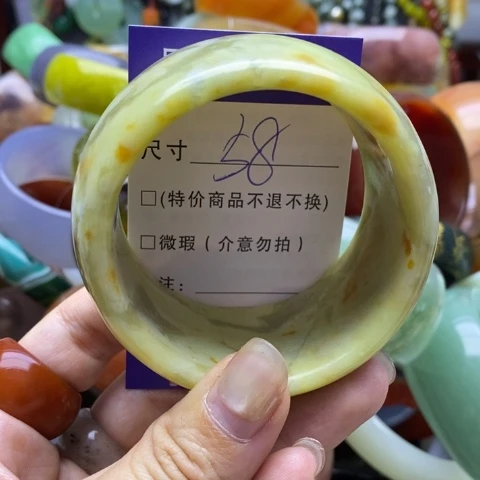 尺寸 58
□(特价商品不退不换)
□微瑕(介意勿拍)
注: